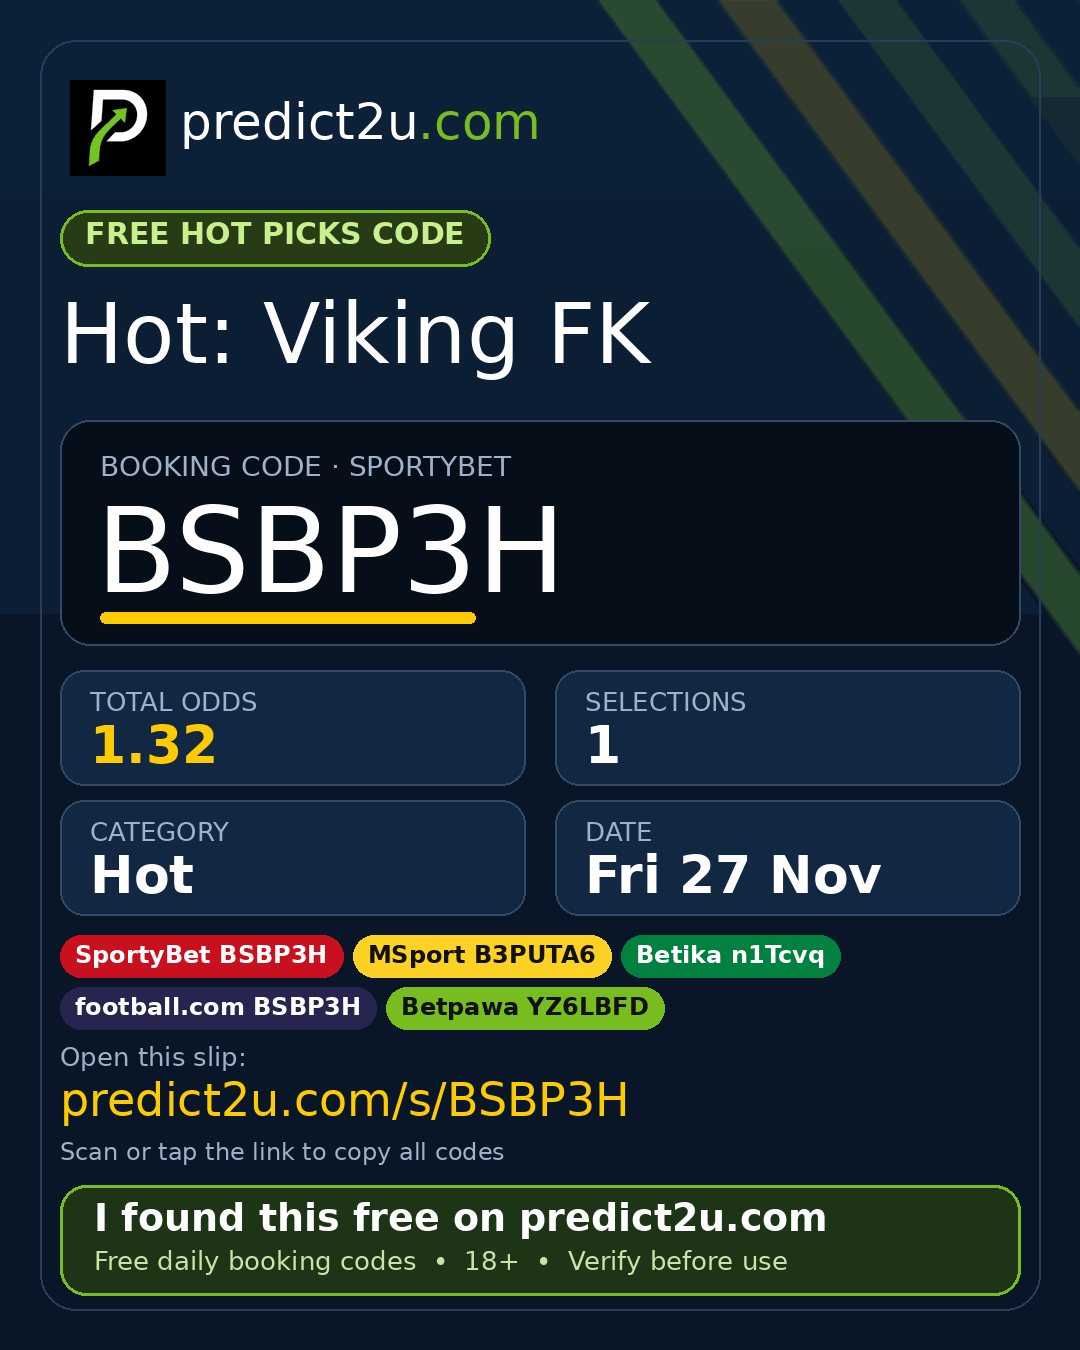 predict2u.com
FREE HOT PICKS CODE
Hot: Viking FK
BOOKING CODE · SPORTYBET
BSBP3H
TOTAL ODDS
1.32
SELECTIONS
1
CATEGORY
Hot
DATE
Fri 27 Nov
SportyBet BSBP3H
MSport B3PUTA6
Betika n1Tcvq
football.com BSBP3H
Betpawa YZ6LBFD
Open this slip:
predict2u.com/s/BSBP3H
Scan or tap the link to copy all codes
I found this free on predict2u.com
Free daily booking codes • 18+ • Verify before use